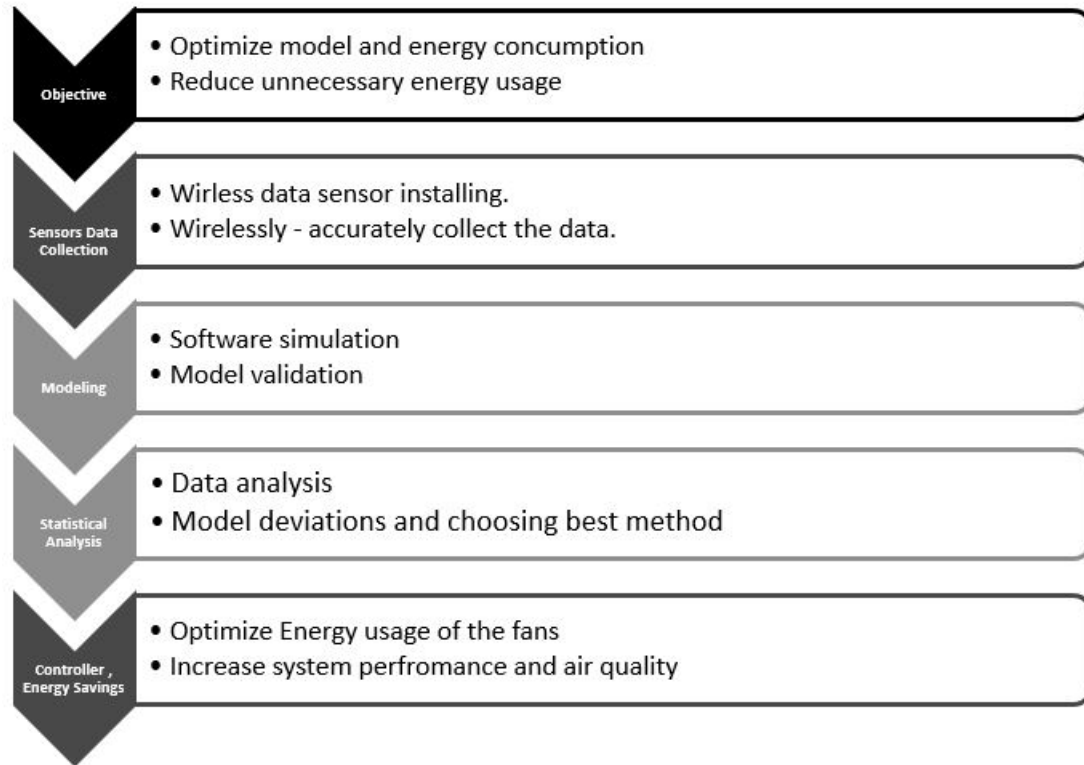 Objective
• Optimize model and energy concumption
• Reduce unnecessary energy usage
Sensors Data
Collection
• Wirless data sensor installing.
• Wirelessly - accurately collect the data.
Modeling
• Software simulation
• Model validation
Statistical
Analysis
• Data analysis
• Model deviations and choosing best method
Controller ,
Energy Savings
• Optimize Energy usage of the fans
• Increase system perfromance and air quality